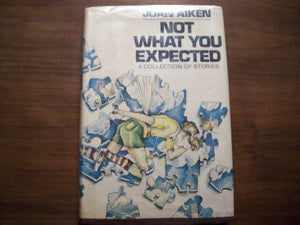 JOAN AIKEN
NOT
WHAT YOU
EXPECTED
A COLLECTION OF STORIES